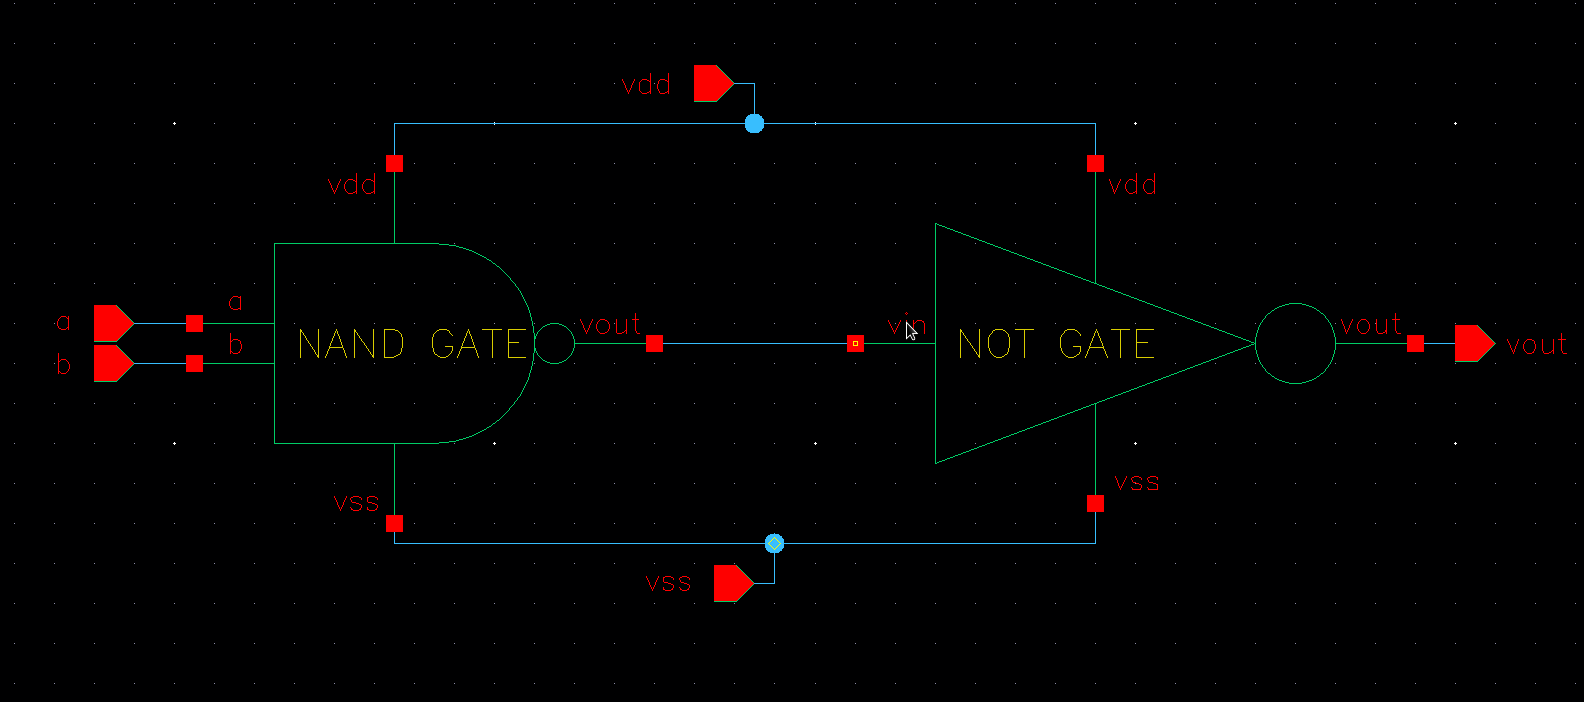 vdd
vdd
vdd
a
a
b
b
NAND GATE
vout
vin
NOT GATE
vout
vout
vss
vss
vss